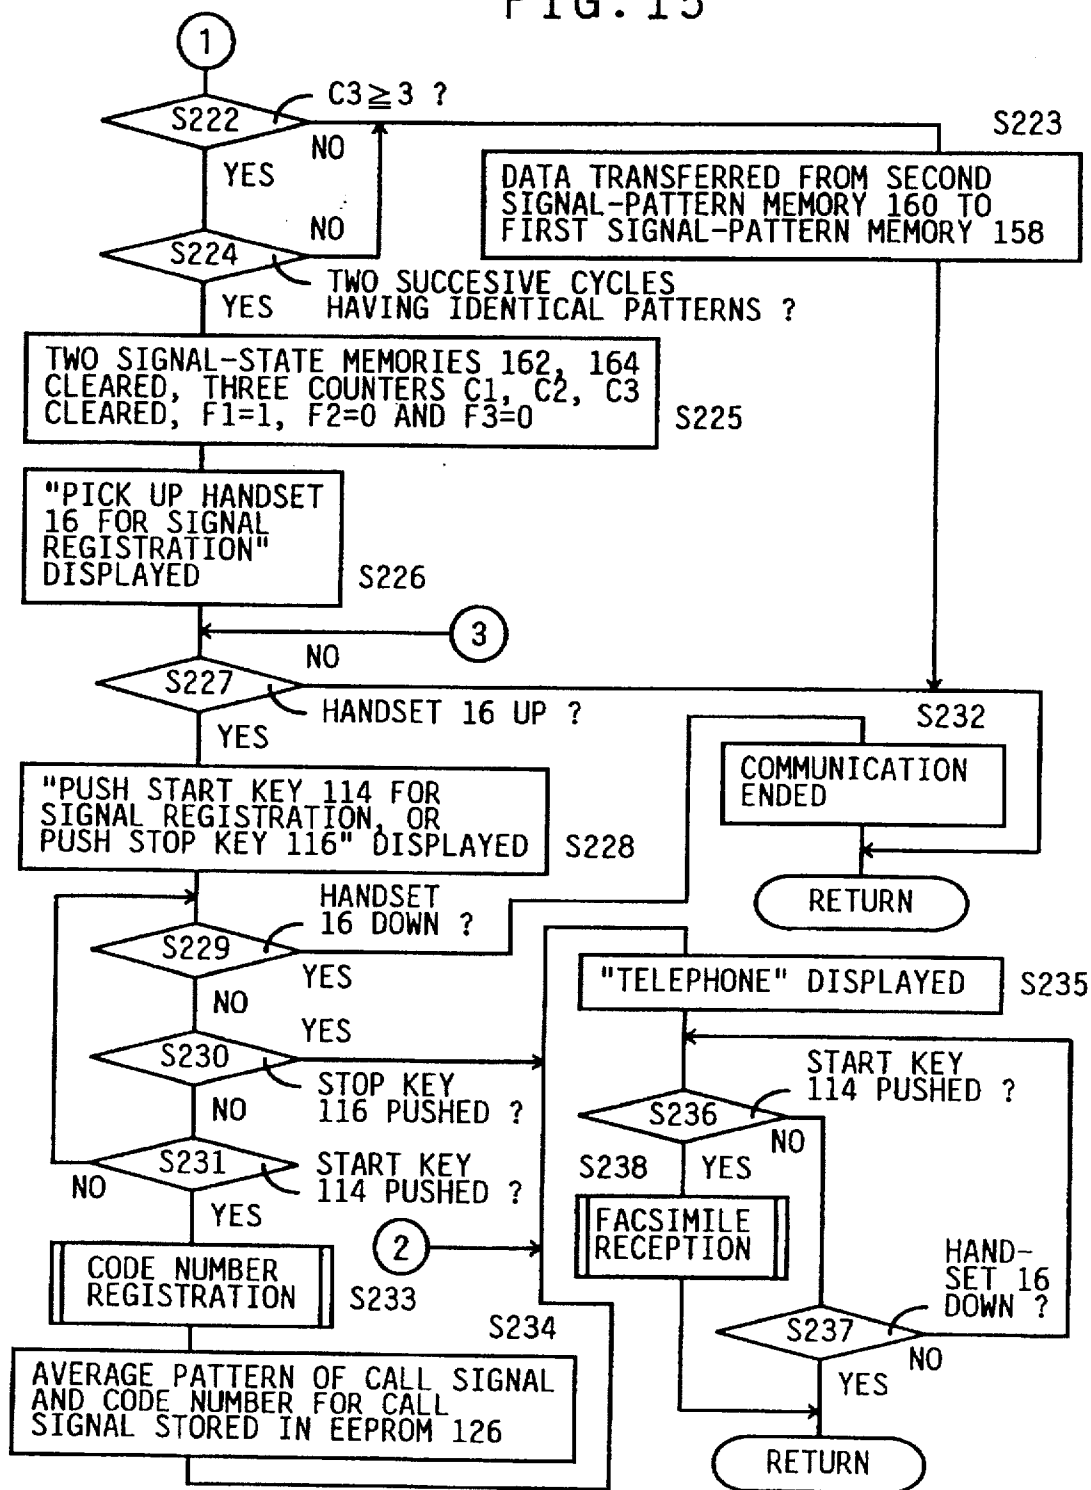 FIG.15
1
C3≧3 ?
S222
NO
YES
S223
DATA TRANSFERRED FROM SECOND
SIGNAL-PATTERN MEMORY 160 TO
FIRST SIGNAL-PATTERN MEMORY 158
NO
S224
TWO SUCCESIVE CYCLES
HAVING IDENTICAL PATTERNS ?
YES
TWO SIGNAL-STATE MEMORIES 162, 164
CLEARED, THREE COUNTERS C1, C2, C3
CLEARED, F1=1, F2=0 AND F3=0
S225
"PICK UP HANDSET
16 FOR SIGNAL
REGISTRATION"
DISPLAYED
S226
3
NO
S227
HANDSET 16 UP ?
YES
S232
COMMUNICATION
ENDED
RETURN
"PUSH START KEY 114 FOR
SIGNAL REGISTRATION, OR
PUSH STOP KEY 116" DISPLAYED
S228
HANDSET
16 DOWN ?
S229
YES
NO
YES
S230
STOP KEY
116 PUSHED ?
NO
S231
START KEY
114 PUSHED ?
NO
YES
2
CODE NUMBER
REGISTRATION
S233
S234
AVERAGE PATTERN OF CALL SIGNAL
AND CODE NUMBER FOR CALL
SIGNAL STORED IN EEPROM 126
"TELEPHONE" DISPLAYED
S235
START KEY
114 PUSHED ?
S236
NO
S238
YES
FACSIMILE
RECEPTION
HAND-
SET 16
DOWN ?
S237
NO
YES
RETURN